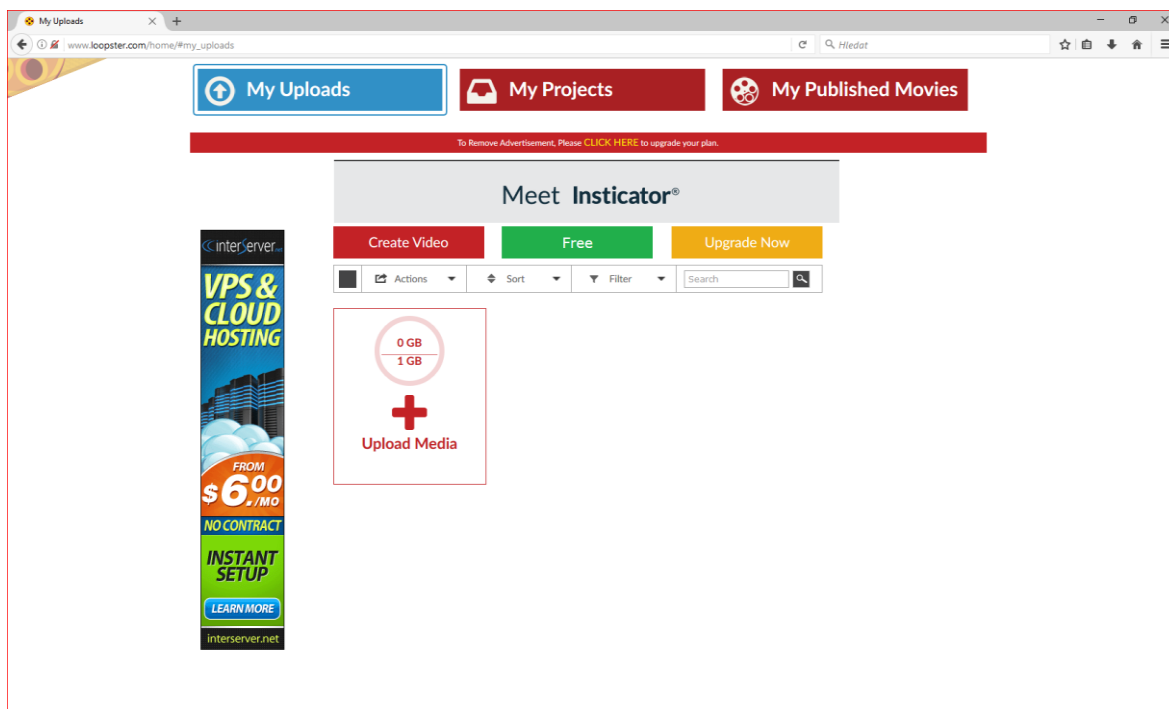 My Uploads
www.loopster.com/home/#my_uploads
Hledat
My Uploads
My Projects
My Published Movies
To Remove Advertisement, Please CLICK HERE to upgrade your plan.
Meet Insticator®
Create Video
Free
Upgrade Now
Actions
Sort
Filter
Search
0 GB
1 GB
Upload Media
interserver.net
VPS &
CLOUD
HOSTING
FROM
$6.00
./MO
NO CONTRACT
INSTANT
SETUP
LEARN MORE
interserver.net